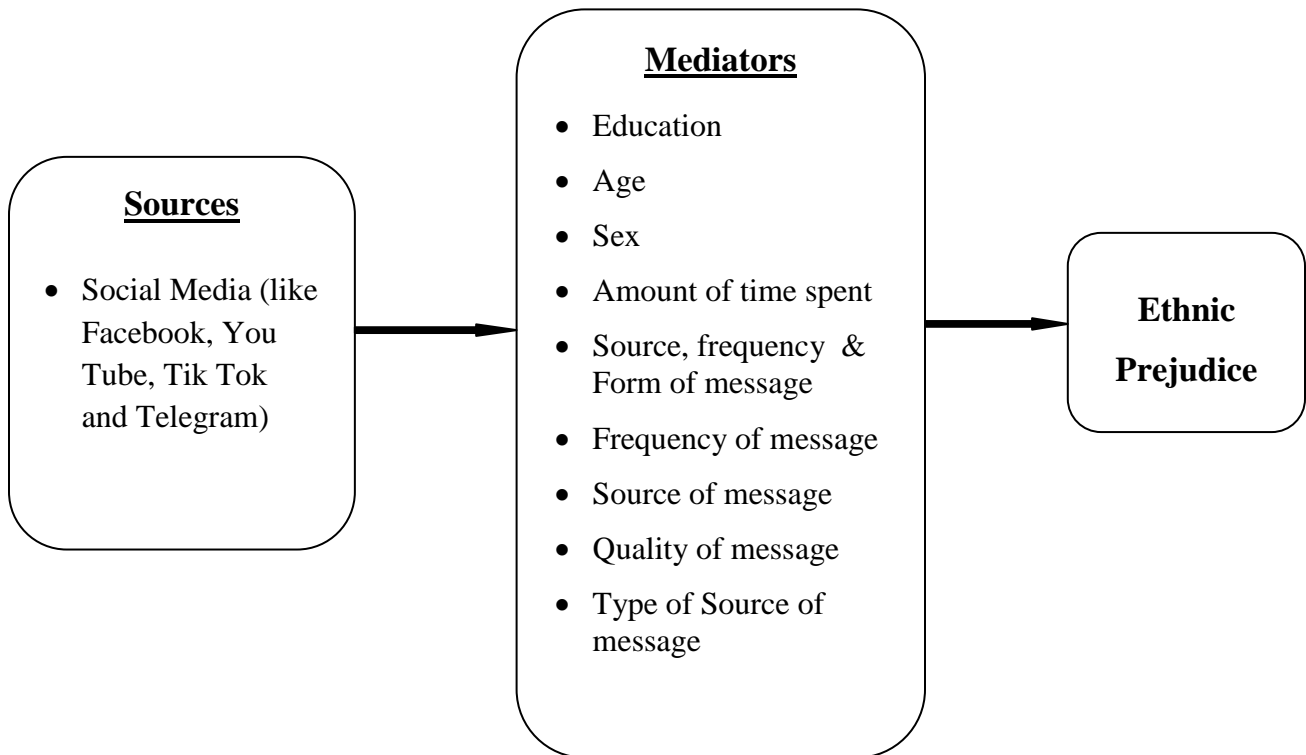 Sources
• Social Media (like
Facebook, You
Tube, Tik Tok
and Telegram)
Mediators
• Education
• Age
• Sex
• Amount of time spent
• Source, frequency & 
Form of message
• Frequency of message
• Source of message
• Quality of message
• Type of Source of
message
Ethnic
Prejudice